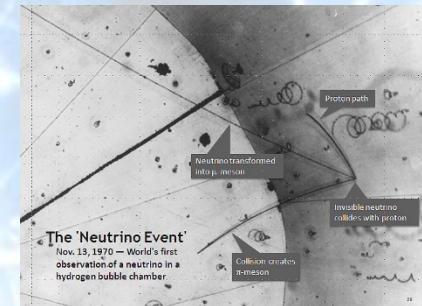 Proton path
Neutrino transformed
into μ-meson
Invisible neutrino
collides with proton
The 'Neutrino Event'
Nov. 13, 1970 — World's first
observation of a neutrino in a
hydrogen bubble chamber
Collision creates
π-meson